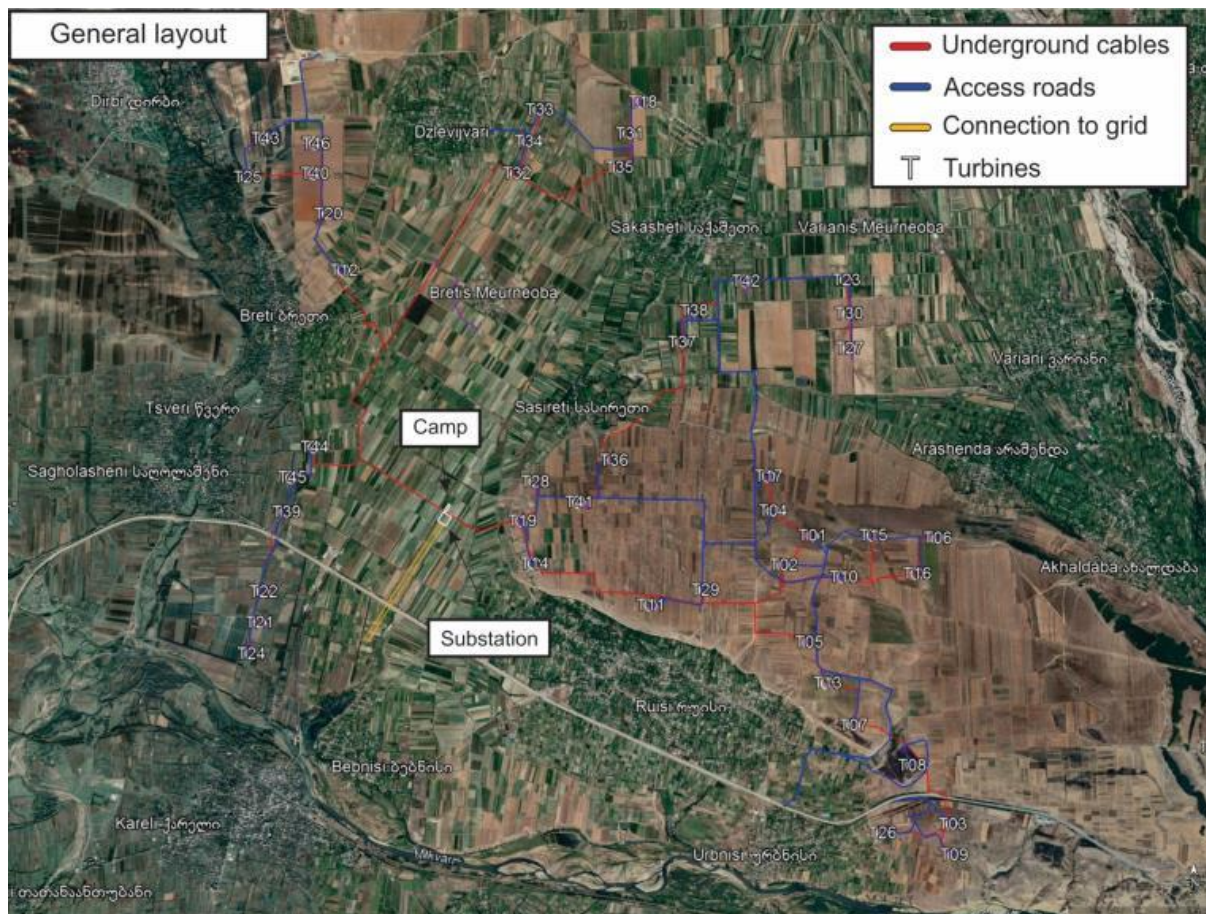 General layout
Underground cables
Access roads
Connection to grid
T Turbines
Dirbi დირბი
Dzlevijvari
T33
T18
T43
T46
T34
T31
T25
T40
T32
T35
T20
Sakasheti საქაშეთი
Varianis Meurneoba
T12
T42
T23
Bretis Meurneoba
Breti ბრეთი
T38
T30
T37
T27
Variani ვარიანი
Tsveri წვერი
Sasireti სასირეთი
Camp
T44
Arashenda არაშენდა
Sagholasheni საღოლაშენი
T45
T36
T17
T28
T41
T39
T19
T04
T01
T15
T06
T14
T02
T10
T16
Akhaldaba ახალდაბა
T22
T11
T29
T21
Substation
T05
T24
T13
Ruisi რუისი
T07
Bebnisi ბებნისი
T08
Kareli ქარელი
T03
T26
Mtkvari
Urbnisi ურბნისი
T09